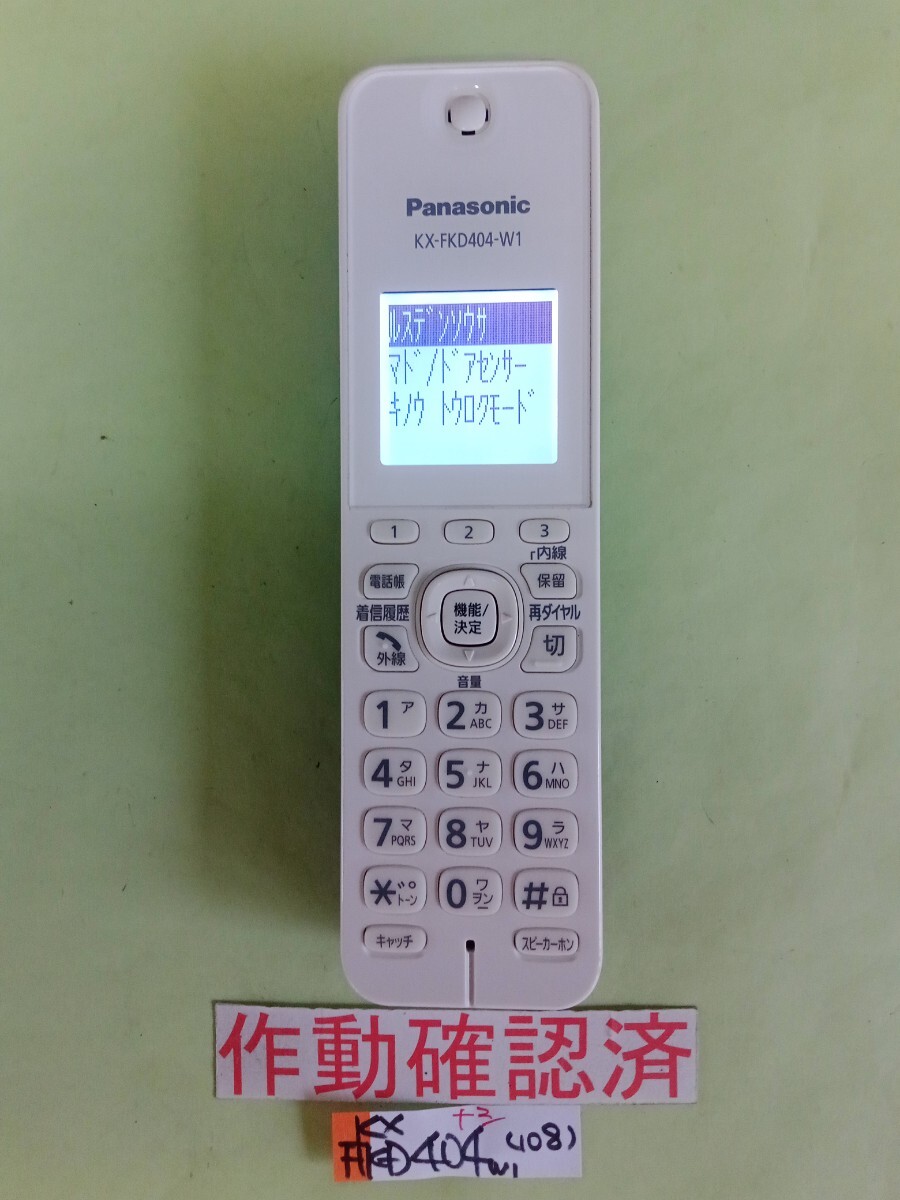 Panasonic
KX-FKD404-W1
ルスデンソウサ
マド/ドアセンサー
キノウ トウロクモード
1 2 3
┌内線
電話帳 機能/決定 保留
着信履歴 再ダイヤル
外線 切
音量
1 ア 2 カ ABC 3 サ DEF
4 タ GHI 5 ナ JKL 6 ハ MNO
7 マ PQRS 8 ヤ TUV 9 ラ WXYZ
* ゛゜ トーン 0 ワヲンー #
キャッチ スピーカーホン
作動確認済
KX +3
FKD404W1 (108)